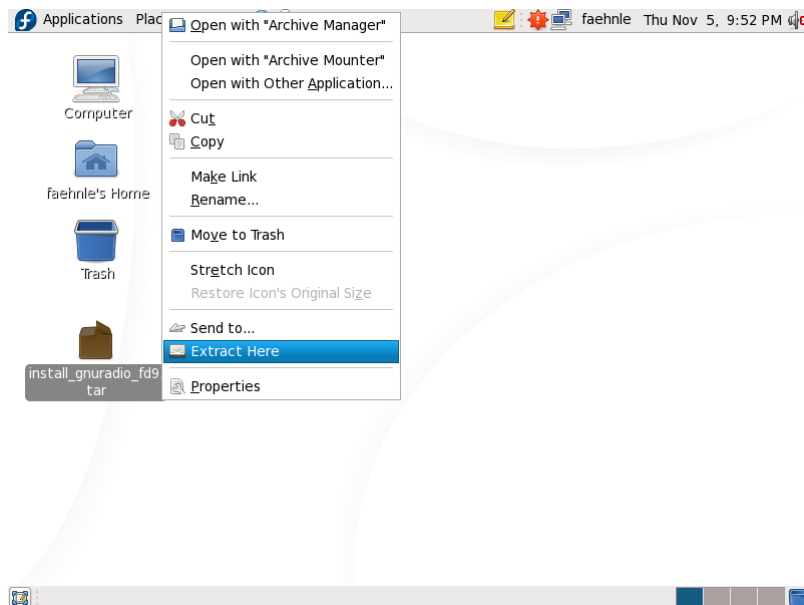 Applications Plac
faehnle Thu Nov 5, 9:52 PM
Open with "Archive Manager"
Open with "Archive Mounter"
Open with Other Application...
Cut
Copy
Make Link
Rename...
Move to Trash
Stretch Icon
Restore Icon's Original Size
Send to...
Extract Here
Properties
Computer
faehnle's Home
Trash
install_gnuradio_fd9
tar